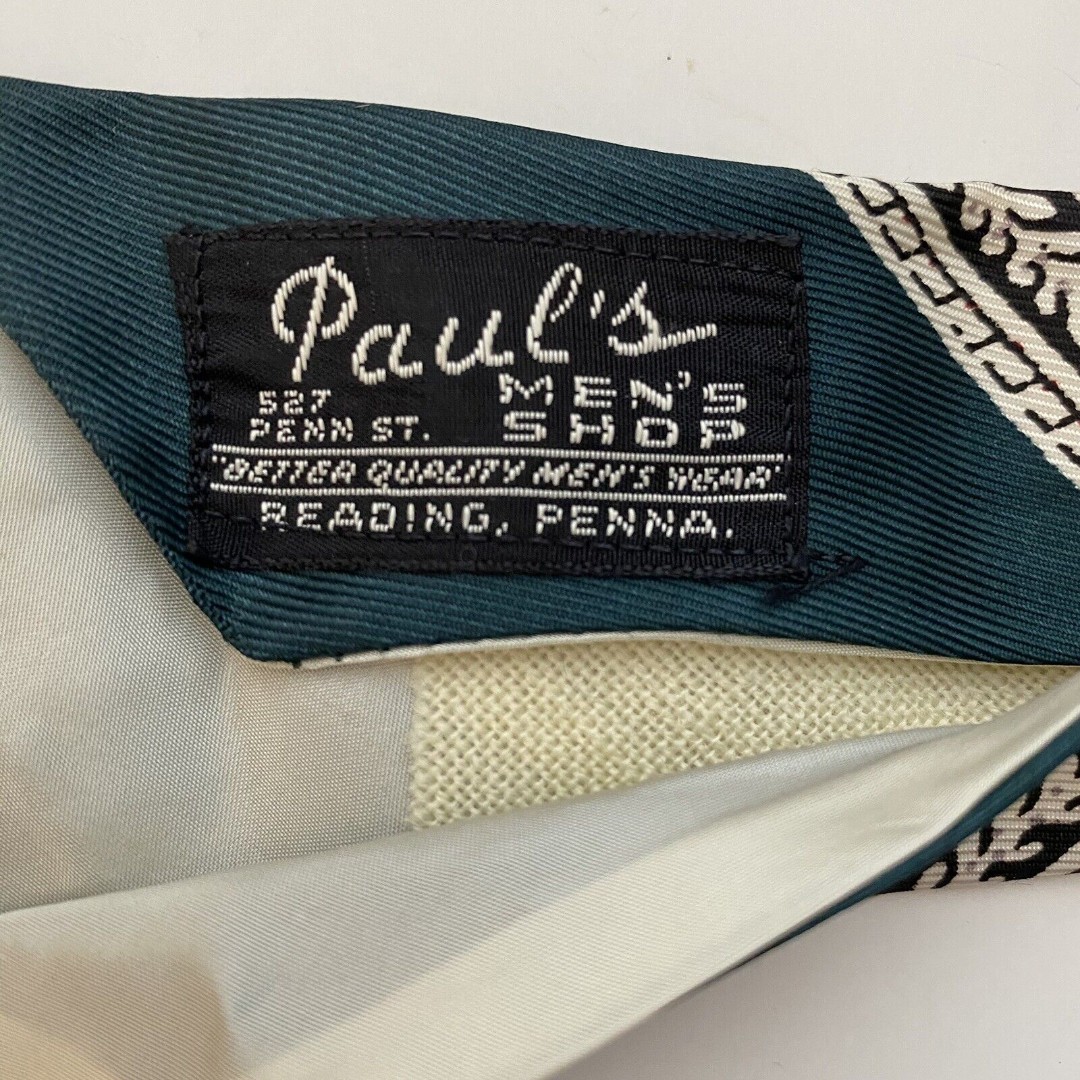 Paul's
527 MEN'S
PENN ST. SHOP
"BETTER QUALITY MEN'S WEAR"
READING, PENNA.